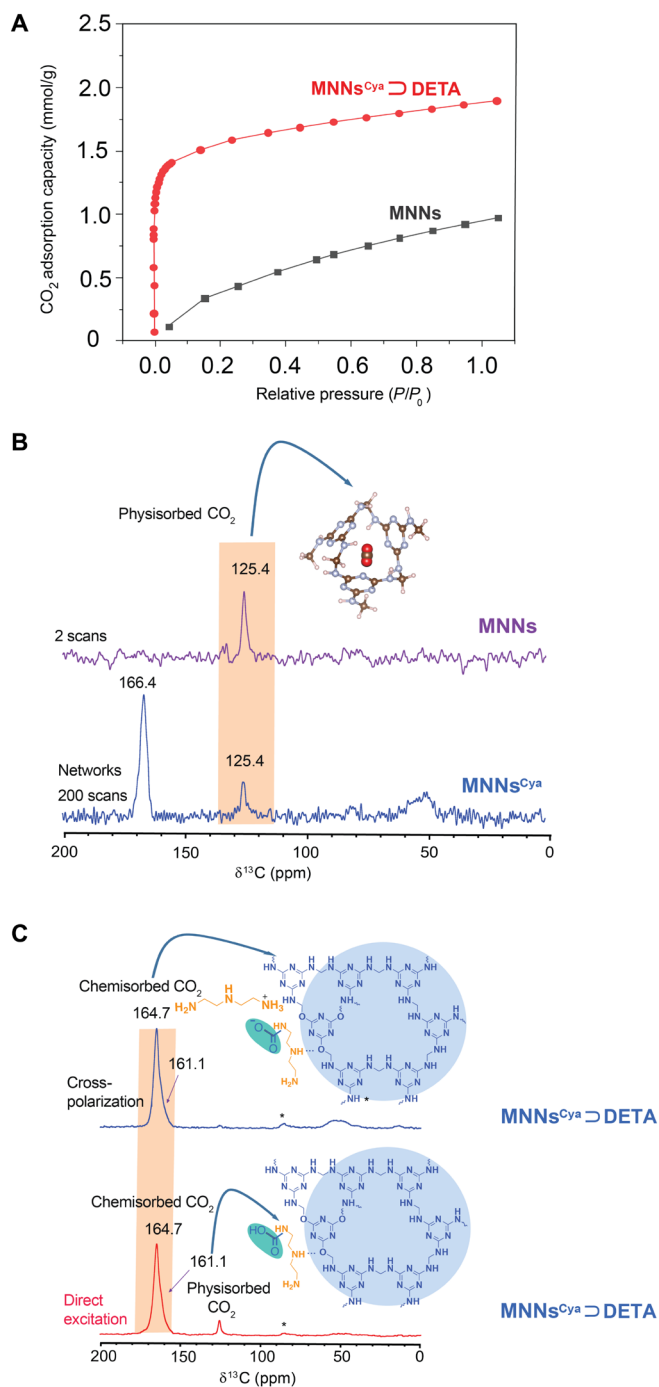 A
2.5
2.0
1.5
1.0
0.5
0
CO2 adsorption capacity (mmol/g)
MNNsCya ⊃ DETA
MNNs
0.0 0.2 0.4 0.6 0.8 1.0
Relative pressure (P/P0)
B
Physisorbed CO2
125.4
MNNs
2 scans
166.4
125.4
Networks
200 scans
MNNsCya
200 150 100 50 0
δ13C (ppm)
C
Chemisorbed CO2
164.7
161.1
Cross-
polarization
*
*
MNNsCya ⊃ DETA
Chemisorbed CO2
164.7
161.1
Physisorbed
CO2
Direct
excitation
*
MNNsCya ⊃ DETA
200 150 100 50 0
δ13C (ppm)